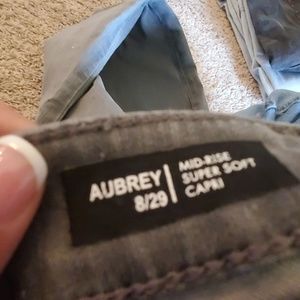 AUBREY
8/29
MID-RISE
SUPER SOFT
CAPRI